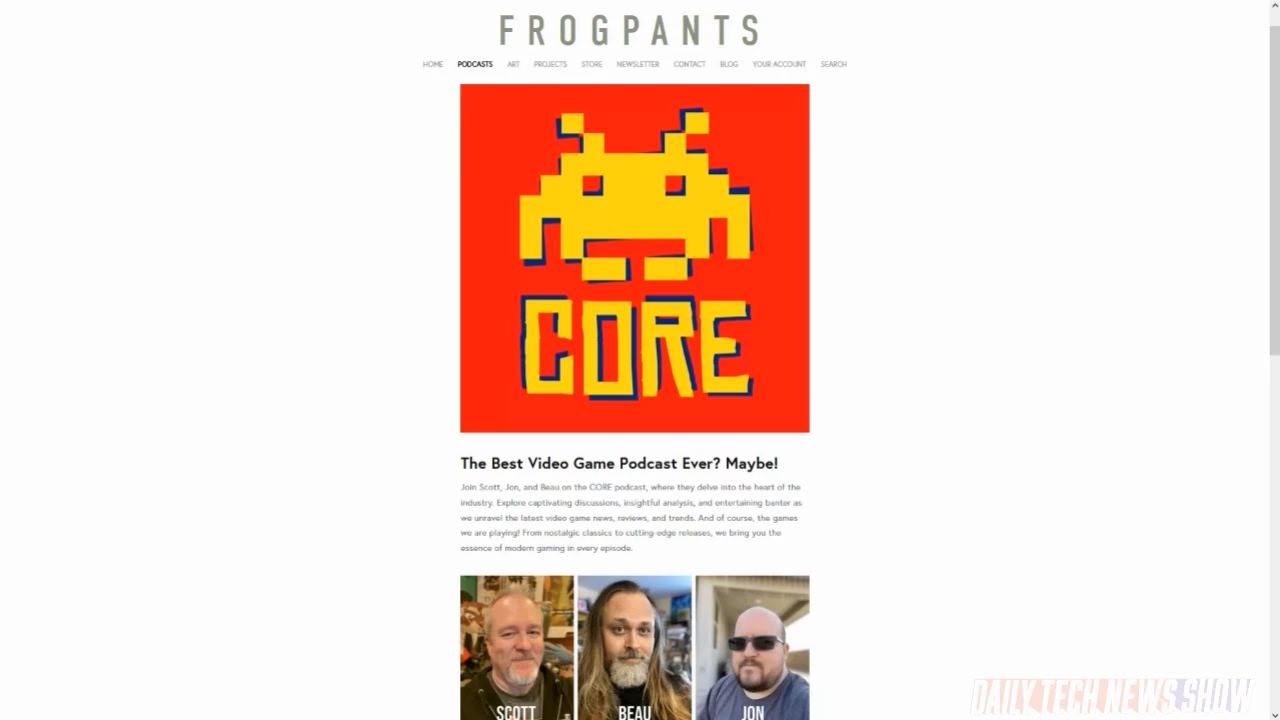 FROGPANTS
HOME PODCASTS ART PROJECTS STORE NEWSLETTER CONTACT BLOG YOUR ACCOUNT SEARCH
CORE
The Best Video Game Podcast Ever? Maybe!
Join Scott, Jon, and Beau on the CORE podcast, where they delve into the heart of the
industry. Explore captivating discussions, insightful analysis, and entertaining banter as
we unravel the latest video game news, reviews, and trends. And of course, the games
we are playing! From nostalgic classics to cutting-edge releases, we bring you the
essence of modern gaming in every episode.
SCOTT BEAU JON
DAILY TECH NEWS SHOW